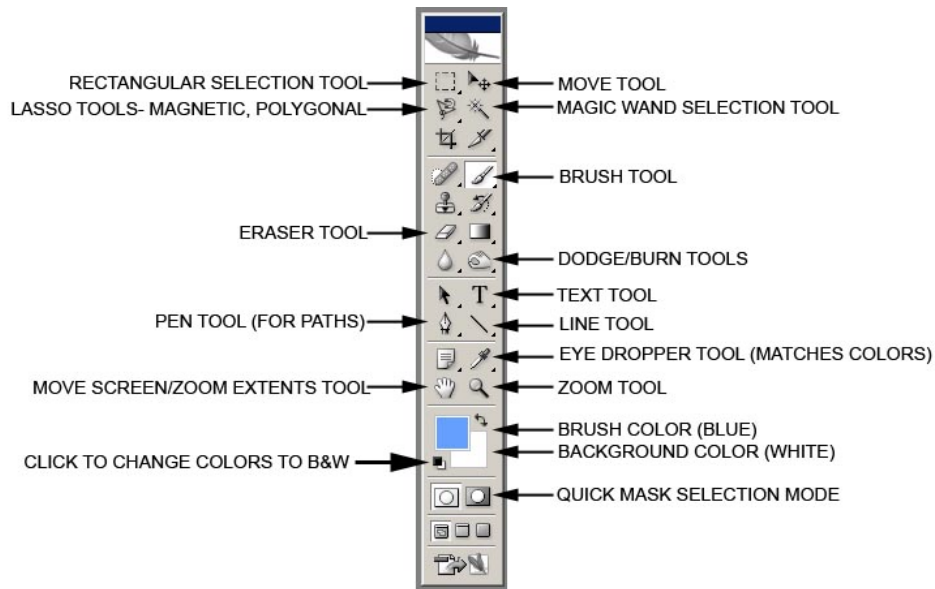 RECTANGULAR SELECTION TOOL
MOVE TOOL
LASSO TOOLS- MAGNETIC, POLYGONAL
MAGIC WAND SELECTION TOOL
BRUSH TOOL
ERASER TOOL
DODGE/BURN TOOLS
T
TEXT TOOL
PEN TOOL (FOR PATHS)
LINE TOOL
EYE DROPPER TOOL (MATCHES COLORS)
MOVE SCREEN/ZOOM EXTENTS TOOL
ZOOM TOOL
BRUSH COLOR (BLUE)
BACKGROUND COLOR (WHITE)
CLICK TO CHANGE COLORS TO B&W
QUICK MASK SELECTION MODE